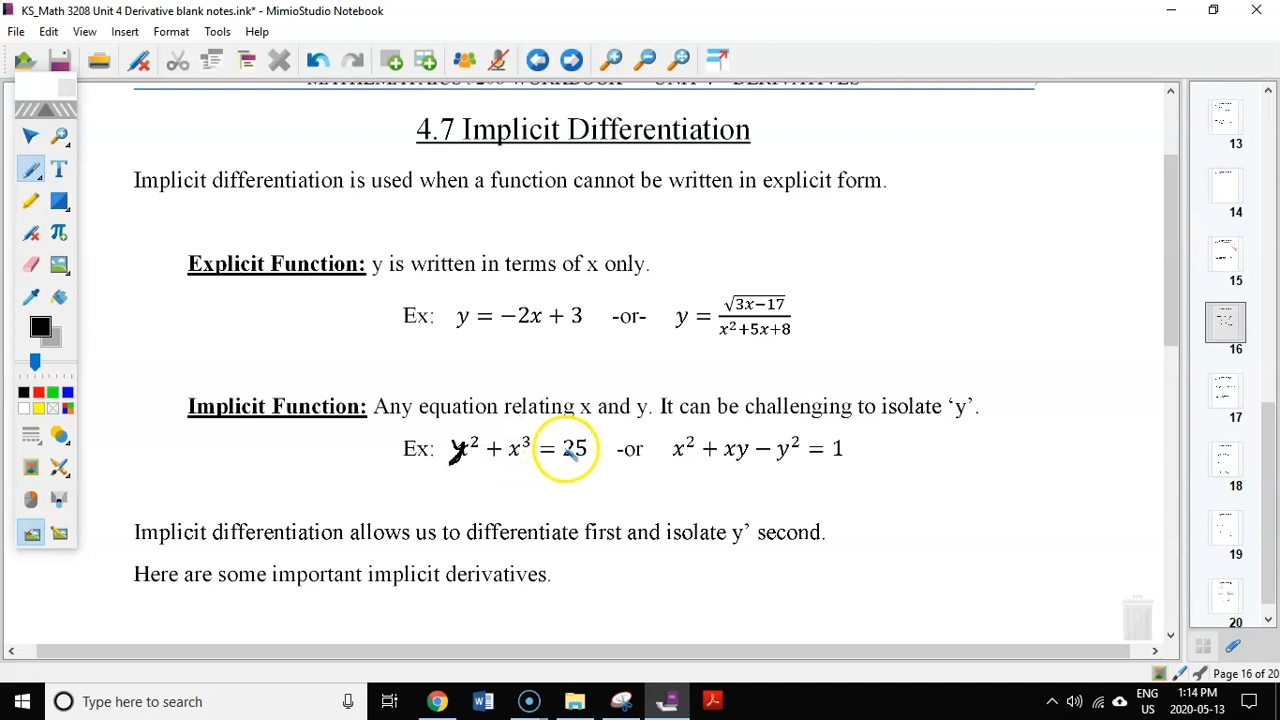 KS_Math 3208 Unit 4 Derivative blank notes.ink* - MimioStudio Notebook
File Edit View Insert Format Tools Help
4.7 Implicit Differentiation
Implicit differentiation is used when a function cannot be written in explicit form.
Explicit Function: y is written in terms of x only.
Ex: y = −2x + 3 -or- y = √(3x−17) / (x²+5x+8)
Implicit Function: Any equation relating x and y. It can be challenging to isolate ‘y’.
Ex: y² + x³ = 25 -or x² + xy − y² = 1
Implicit differentiation allows us to differentiate first and isolate y’ second.
Here are some important implicit derivatives.
13
14
15
16
17
18
19
20
Page 16 of 20
Type here to search
ENG 1:14 PM
US 2020-05-13